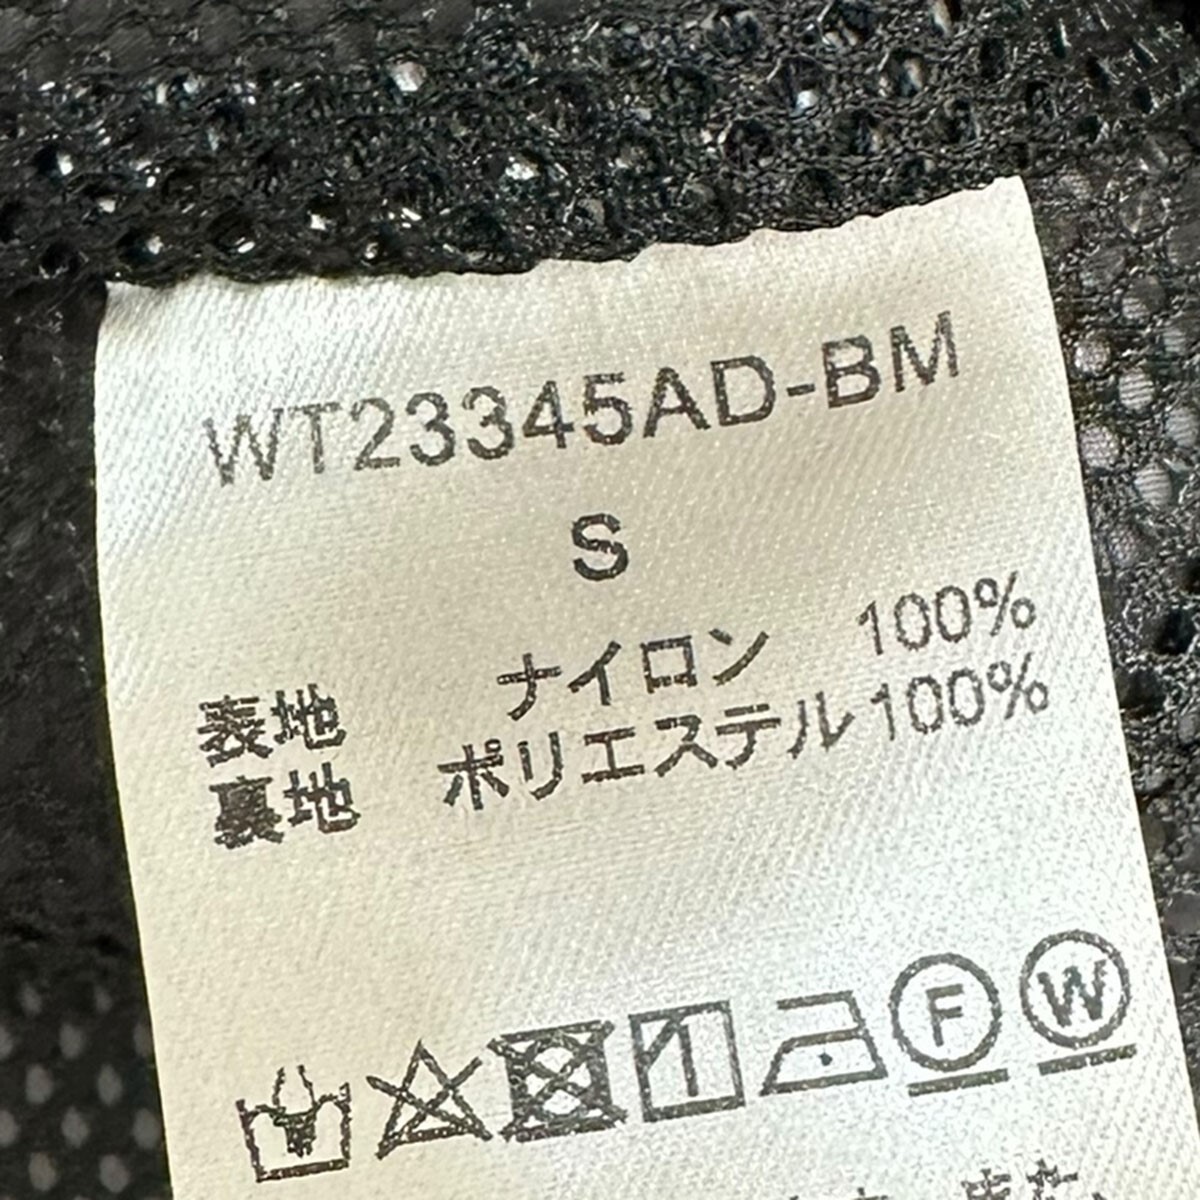 WT23345AD-BM
S
表地 ナイロン 100%
裏地 ポリエステル 100%
F W